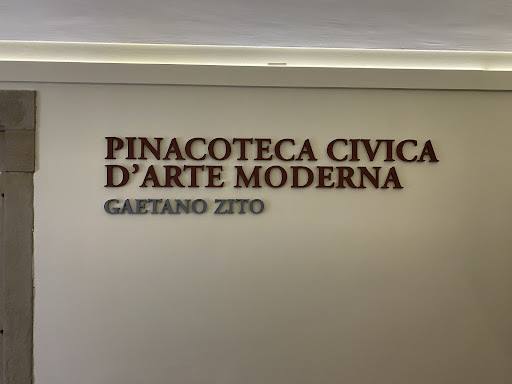 PINACOTECA CIVICA
D'ARTE MODERNA
GAETANO ZITO